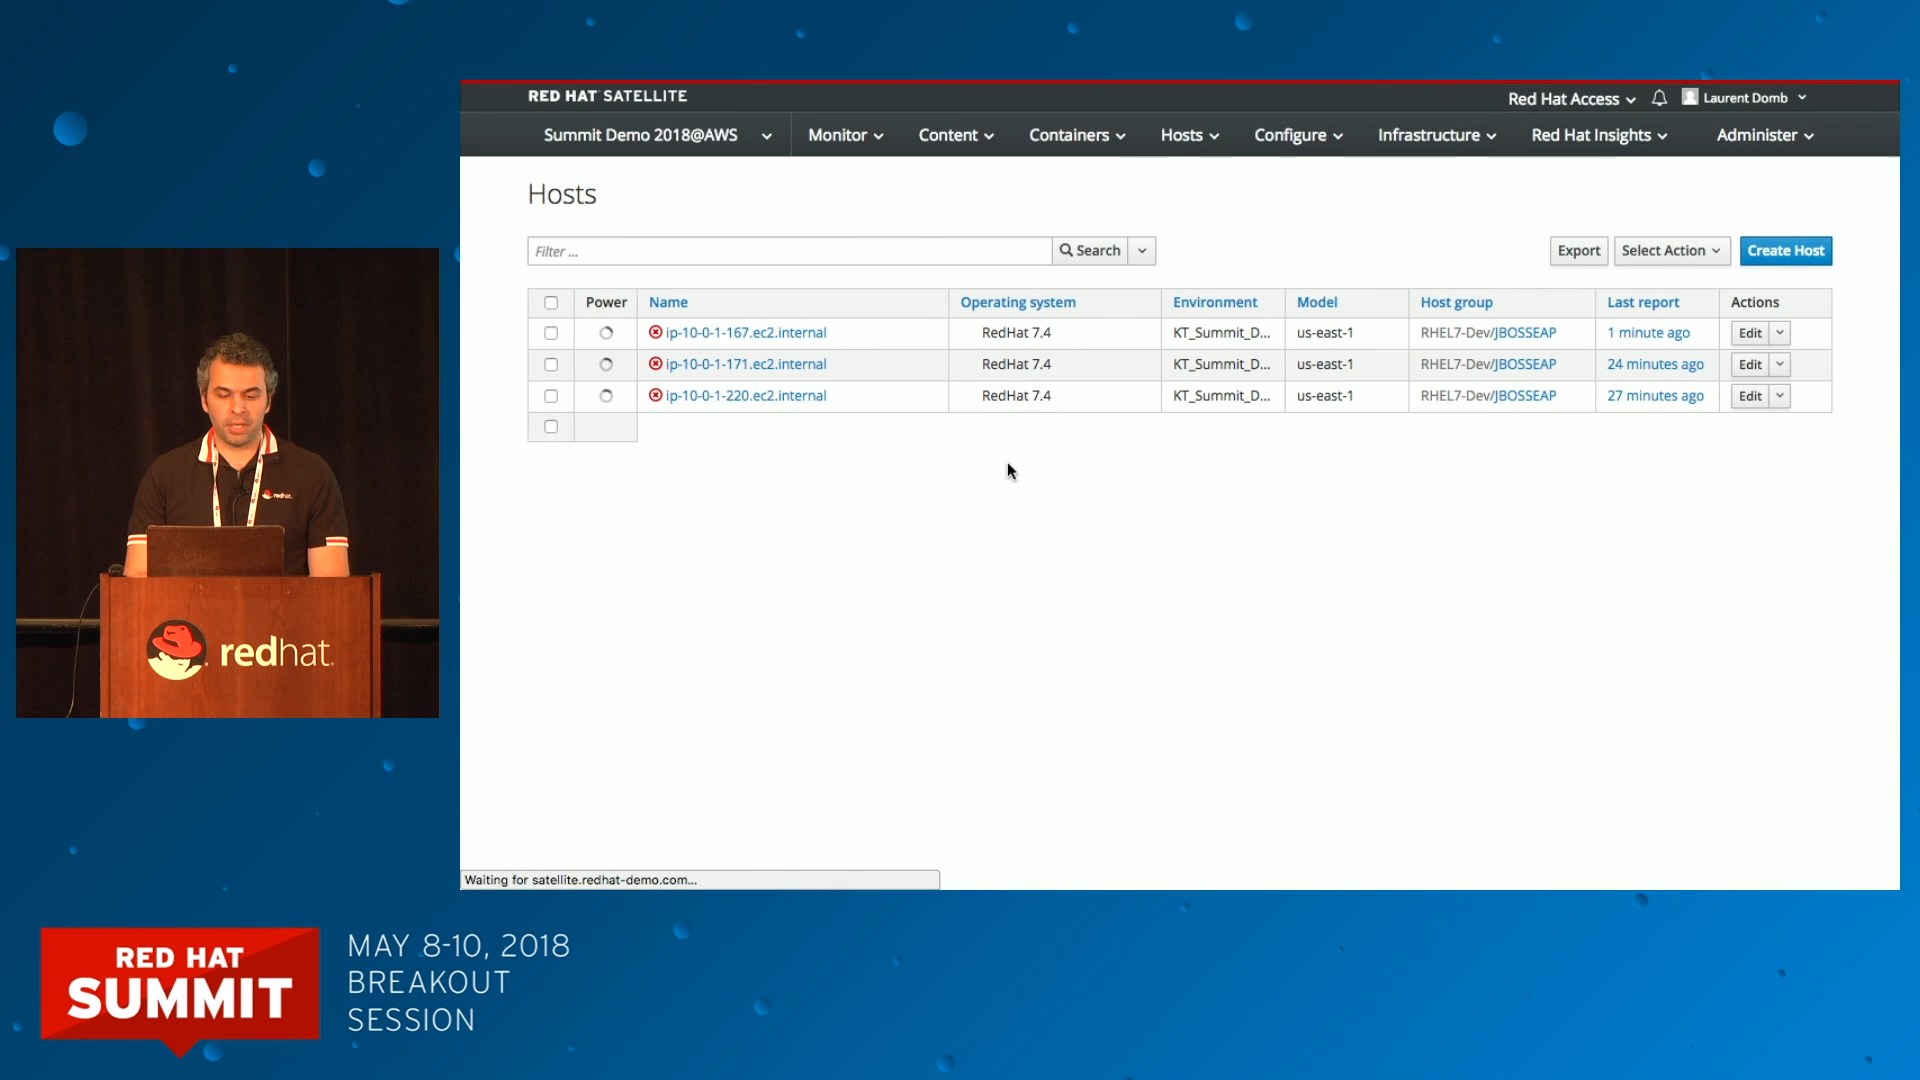 RED HAT SATELLITE
Red Hat Access
Laurent Domb
Summit Demo 2018@AWS
Monitor
Content
Containers
Hosts
Configure
Infrastructure
Red Hat Insights
Administer
Hosts
Filter ...
Search
Export
Select Action
Create Host
Power Name Operating system Environment Model Host group Last report Actions
ip-10-0-1-167.ec2.internal RedHat 7.4 KT_Summit_D... us-east-1 RHEL7-Dev/JBOSSEAP 1 minute ago Edit
ip-10-0-1-171.ec2.internal RedHat 7.4 KT_Summit_D... us-east-1 RHEL7-Dev/JBOSSEAP 24 minutes ago Edit
ip-10-0-1-220.ec2.internal RedHat 7.4 KT_Summit_D... us-east-1 RHEL7-Dev/JBOSSEAP 27 minutes ago Edit
Waiting for satellite.redhat-demo.com...
redhat.
redhat.
RED HAT
SUMMIT
MAY 8-10, 2018
BREAKOUT
SESSION